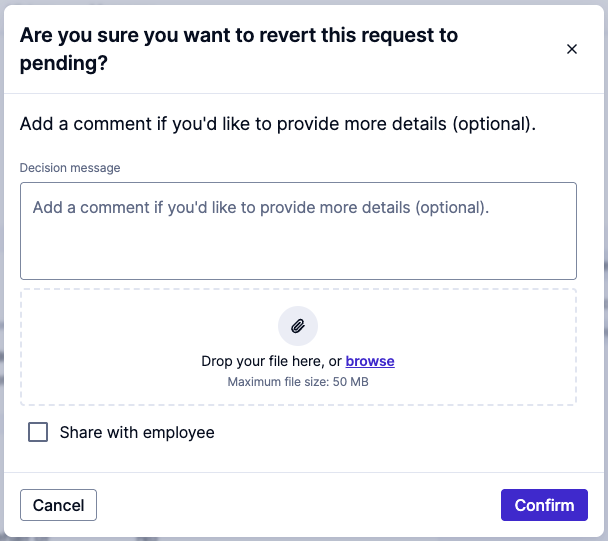 Are you sure you want to revert this request to
pending?
Add a comment if you'd like to provide more details (optional).
Decision message
Add a comment if you'd like to provide more details (optional).
Drop your file here, or browse
Maximum file size: 50 MB
Share with employee
Cancel
Confirm